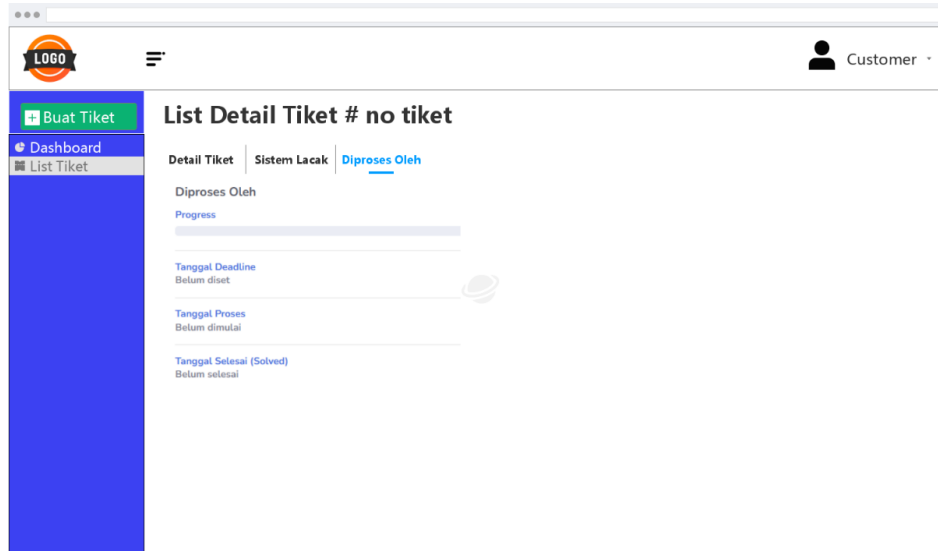 LOGO
Customer
Buat Tiket
Dashboard
List Tiket
List Detail Tiket # no tiket
Detail Tiket
Sistem Lacak
Diproses Oleh
Diproses Oleh
Progress
Tanggal Deadline
Belum diset
Tanggal Proses
Belum dimulai
Tanggal Selesai (Solved)
Belum selesai